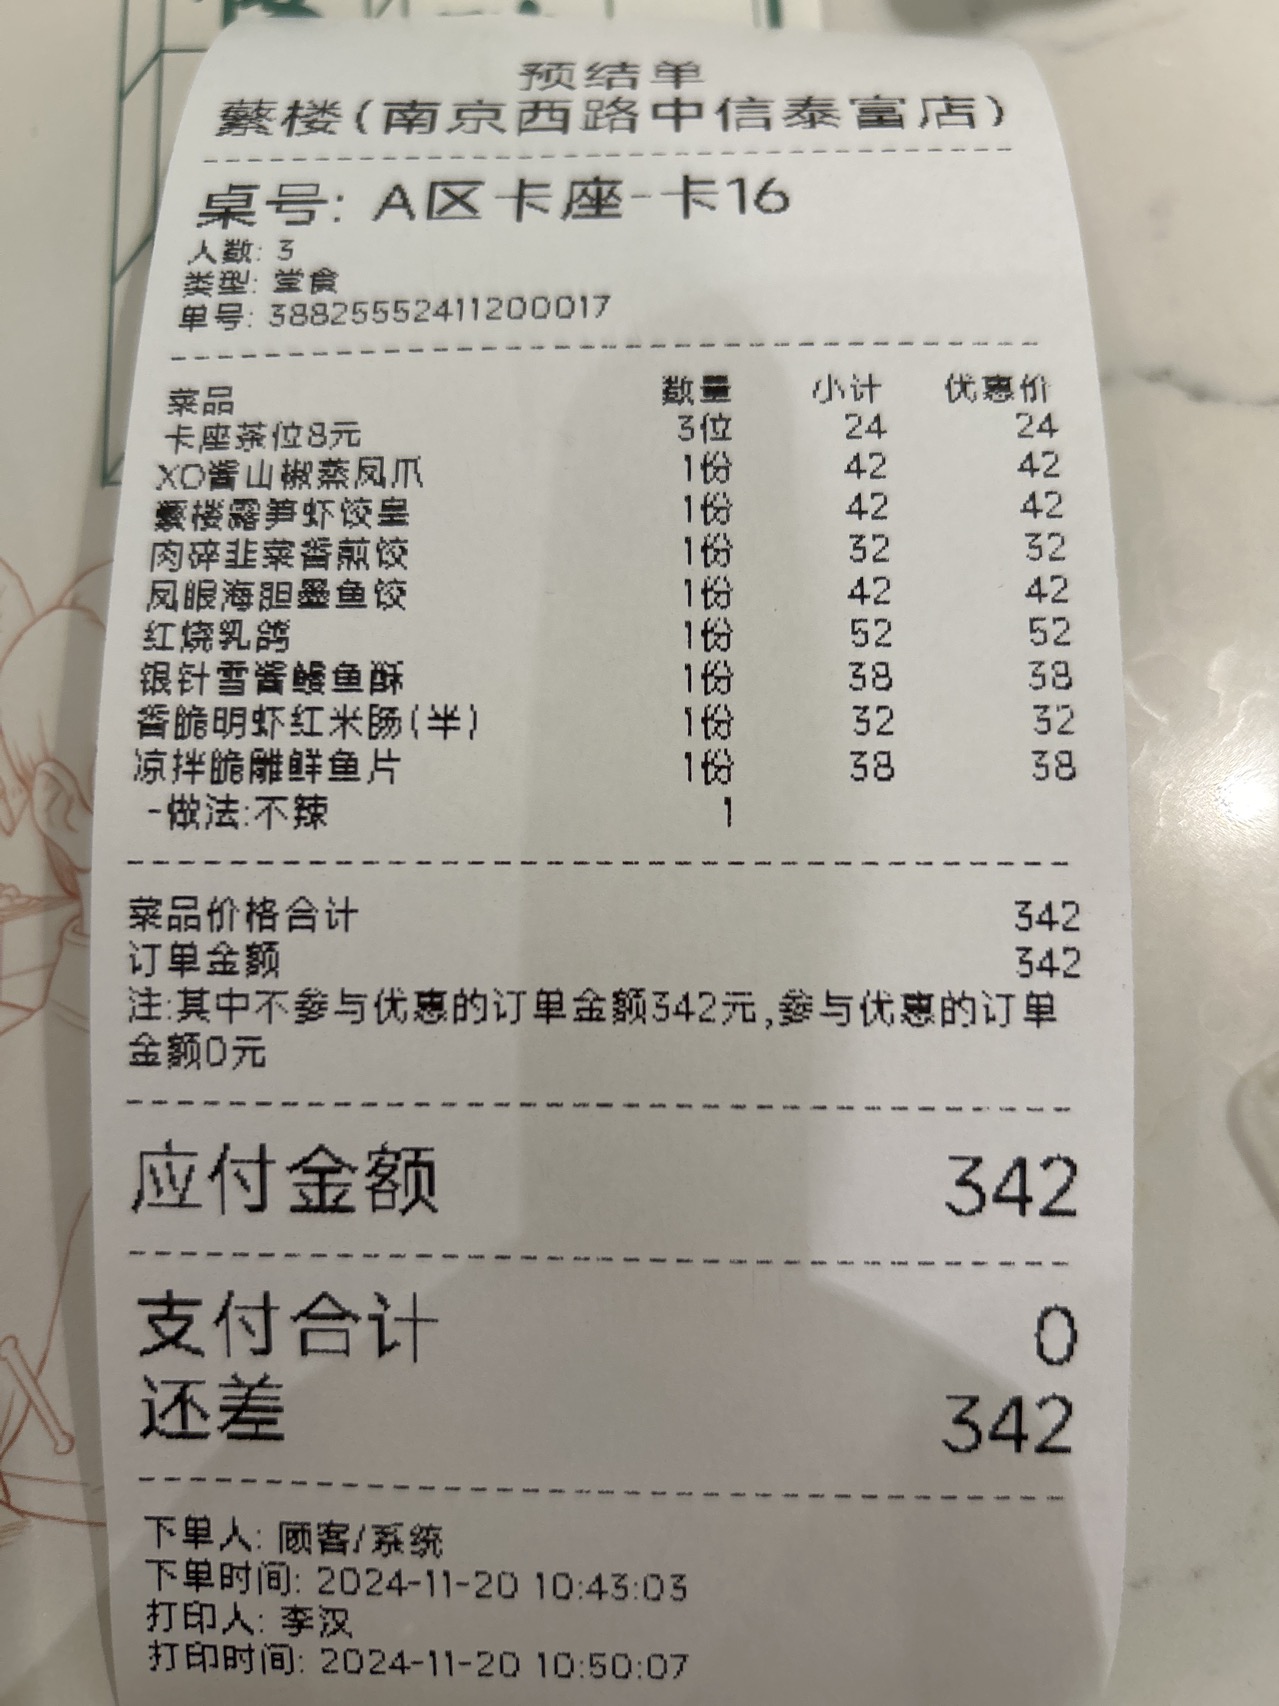 预结单
蘩楼(南京西路中信泰富店)
桌号: A区卡座-卡16
人数: 3
类型: 堂食
单号: 38825552411200017
菜品 数量 小计 优惠价
卡座茶位8元 3位 24 24
XO酱山椒蒸凤爪 1份 42 42
蘩楼露笋虾饺皇 1份 42 42
肉碎韭菜香煎饺 1份 32 32
凤眼海胆墨鱼饺 1份 42 42
红烧乳鸽 1份 52 52
银针雪酱鳗鱼酥 1份 38 38
香脆明虾红米肠(半) 1份 32 32
凉拌脆雕鲜鱼片 1份 38 38
-做法:不辣 1
菜品价格合计 342
订单金额 342
注:其中不参与优惠的订单金额342元,参与优惠的订单
金额0元
应付金额 342
支付合计 0
还差 342
下单人: 顾客/系统
下单时间: 2024-11-20 10:43:03
打印人: 李汉
打印时间: 2024-11-20 10:50:07